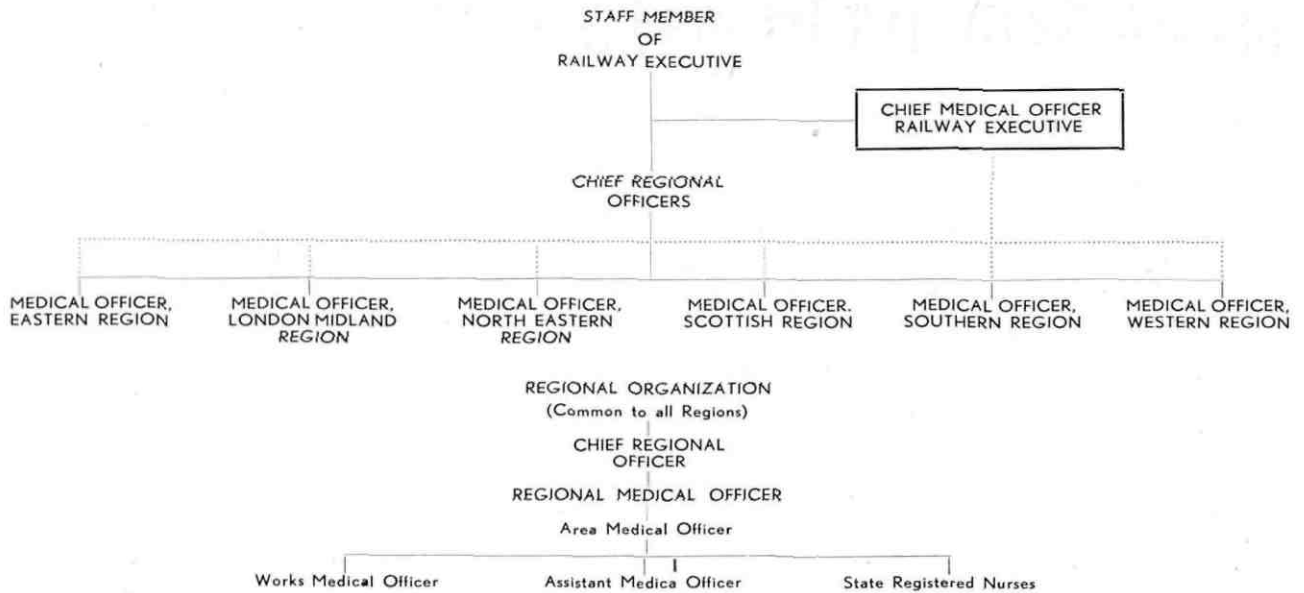 STAFF MEMBER
OF
RAILWAY EXECUTIVE
CHIEF MEDICAL OFFICER
RAILWAY EXECUTIVE
CHIEF REGIONAL
OFFICERS
MEDICAL OFFICER,
EASTERN REGION
MEDICAL OFFICER,
LONDON MIDLAND
REGION
MEDICAL OFFICER,
NORTH EASTERN
REGION
MEDICAL OFFICER.
SCOTTISH REGION
MEDICAL OFFICER,
SOUTHERN REGION
MEDICAL OFFICER,
WESTERN REGION
REGIONAL ORGANIZATION
(Common to all Regions)
CHIEF REGIONAL
OFFICER
REGIONAL MEDICAL OFFICER
Area Medical Officer
Works Medical Officer
Assistant Medica Officer
State Registered Nurses